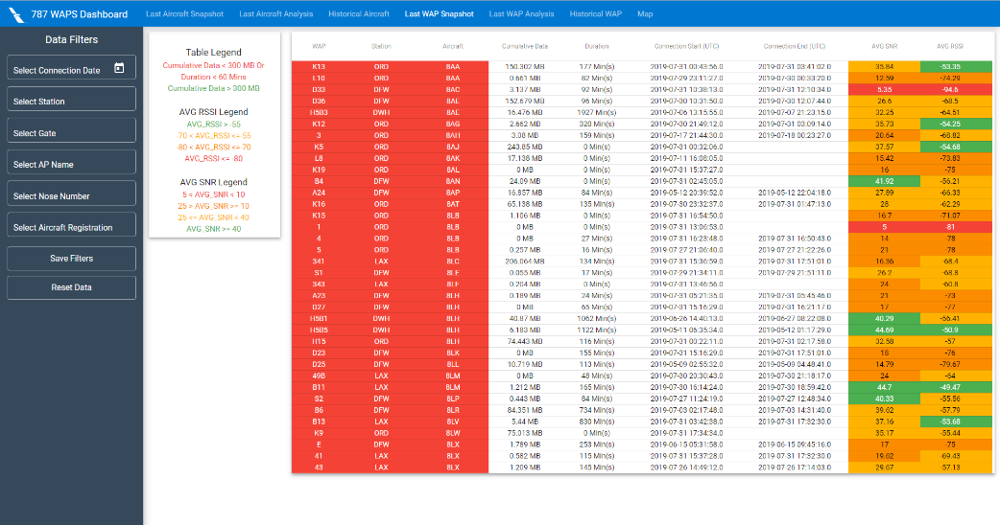 787 WAPS Dashboard Last Aircraft Snapshot Last Aircraft Analysis Historical Aircraft Last WAP Snapshot Last WAP Analysis Historical WAP Map
Data Filters
Select Connection Date
Select Station
Select Gate
Select AP Name
Select Nose Number
Select Aircraft Registration
Save Filters
Reset Data
Table Legend
Cumulative Data < 300 MB Or
Duration < 60 Mins
Cumulative Data > 300 MB
AVG RSSI Legend
AVG_RSSI > -55
-70 < AVG_RSSI <= -55
-80 < AVG_RSSI <= -70
AVG_RSSI <= -80
AVG SNR Legend
5 < AVG_SNR < 10
25 > AVG_SNR >= 10
25 <= AVG_SNR < 40
AVG_SNR >= 40
WAP Station Aircraft Cumulative Data Duration Connection Start (UTC) Connection End (UTC) AVG SNR AVG RSSI
K13 ORD 8AA 150.302 MB 177 Min(s) 2019-07-31 00:43:56.0 2019-07-31 03:41:02.0 35.84 -53.35
L10 ORD 8AA 0.661 MB 82 Min(s) 2019-07-29 23:11:27.0 2019-07-30 00:33:20.0 12.59 -74.29
D33 DFW 8AC 3.137 MB 92 Min(s) 2019-07-31 10:38:13.0 2019-07-31 12:10:34.0 5.35 -94.6
D36 DFW 8AE 152.679 MB 96 Min(s) 2019-07-30 10:31:50.0 2019-07-30 12:07:44.0 26.6 -68.5
H5B3 DWH 8AE 16.476 MB 1927 Min(s) 2019-07-06 13:15:55.0 2019-07-07 21:23:15.0 32.25 -64.51
K12 ORD 8AG 2.662 MB 320 Min(s) 2019-07-30 21:49:12.0 2019-07-31 03:09:14.0 35.73 -54.25
3 ORD 8AH 3.08 MB 159 Min(s) 2019-07-17 21:44:30.0 2019-07-18 00:23:27.0 20.64 -68.82
K5 ORD 8AJ 243.85 MB 0 Min(s) 2019-07-31 00:32:06.0 37.57 -54.68
L8 ORD 8AK 17.138 MB 0 Min(s) 2019-07-11 16:08:05.0 15.42 -73.83
K19 ORD 8AL 0 MB 0 Min(s) 2019-07-31 15:37:27.0 16 -75
B4 DFW 8AN 24.09 MB 0 Min(s) 2019-07-31 02:45:05.0 41.92 -56.21
A24 DFW 8AP 16.857 MB 84 Min(s) 2019-05-12 20:39:52.0 2019-05-12 22:04:18.0 27.89 -66.33
K16 ORD 8AT 65.138 MB 135 Min(s) 2019-07-30 23:32:37.0 2019-07-31 01:47:13.0 28 -62.29
K15 ORD 8LB 1.106 MB 0 Min(s) 2019-07-31 16:54:50.0 16.7 -71.07
1 ORD 8LB 0 MB 0 Min(s) 2019-07-31 13:06:53.0 5 81
4 ORD 8LB 0 MB 27 Min(s) 2019-07-31 16:23:48.0 2019-07-31 16:50:43.0 14 -78
5 ORD 8LB 0.257 MB 16 Min(s) 2019-07-27 21:06:40.0 2019-07-27 21:22:26.0 21 -78
341 LAX 8LC 206.064 MB 134 Min(s) 2019-07-31 15:36:59.0 2019-07-31 17:51:01.0 16.36 -68.4
S1 DFW 8LE 0.055 MB 17 Min(s) 2019-07-29 21:34:11.0 2019-07-29 21:51:11.0 26.2 -68.8
343 LAX 8LF 0.204 MB 0 Min(s) 2019-07-31 13:46:56.0 24 -60.8
A23 DFW 8LH 0.189 MB 24 Min(s) 2019-07-31 05:21:35.0 2019-07-31 05:45:46.0 21 -73
D27 DFW 8LH 0 MB 65 Min(s) 2019-07-31 15:16:29.0 2019-07-31 16:21:17.0 17 -77
H5B1 DWH 8LH 40.87 MB 1062 Min(s) 2019-06-26 14:40:13.0 2019-06-27 08:22:08.0 40.29 -56.41
H5B5 DWH 8LH 6.183 MB 1122 Min(s) 2019-05-11 06:35:34.0 2019-05-12 01:17:29.0 44.69 -50.9
H15 ORD 8LH 74.443 MB 116 Min(s) 2019-07-31 00:22:11.0 2019-07-31 02:17:58.0 32.58 -57
D23 DFW 8LK 0 MB 155 Min(s) 2019-07-31 15:16:29.0 2019-07-31 17:51:01.0 18 -76
D25 DFW 8LL 10.719 MB 113 Min(s) 2019-05-09 02:55:32.0 2019-05-09 04:48:41.0 14.79 -79.67
49B LAX 8LM 0 MB 48 Min(s) 2019-07-30 20:30:43.0 2019-07-30 21:18:17.0 24 -64
B11 LAX 8LM 1.212 MB 165 Min(s) 2019-07-30 16:14:24.0 2019-07-30 18:59:42.0 44.7 -49.47
S2 DFW 8LP 0.443 MB 84 Min(s) 2019-07-27 11:24:19.0 2019-07-27 12:48:34.0 40.33 -55.56
B6 DFW 8LR 84.351 MB 734 Min(s) 2019-07-03 02:17:48.0 2019-07-03 14:31:40.0 39.62 -57.79
B13 LAX 8LV 5.44 MB 830 Min(s) 2019-07-31 03:42:38.0 2019-07-31 17:32:30.0 37.16 -53.68
K9 ORD 8LW 75.013 MB 0 Min(s) 2019-07-31 17:34:34.0 35.17 -55.44
E DFW 8LX 1.789 MB 253 Min(s) 2019-06-15 05:31:58.0 2019-06-15 09:45:16.0 17 -75
41 LAX 8LX 0.582 MB 115 Min(s) 2019-07-31 15:37:28.0 2019-07-31 17:32:30.0 19.62 -69.43
43 LAX 8LX 1.209 MB 145 Min(s) 2019-07-26 14:49:12.0 2019-07-26 17:14:03.0 29.67 -57.13